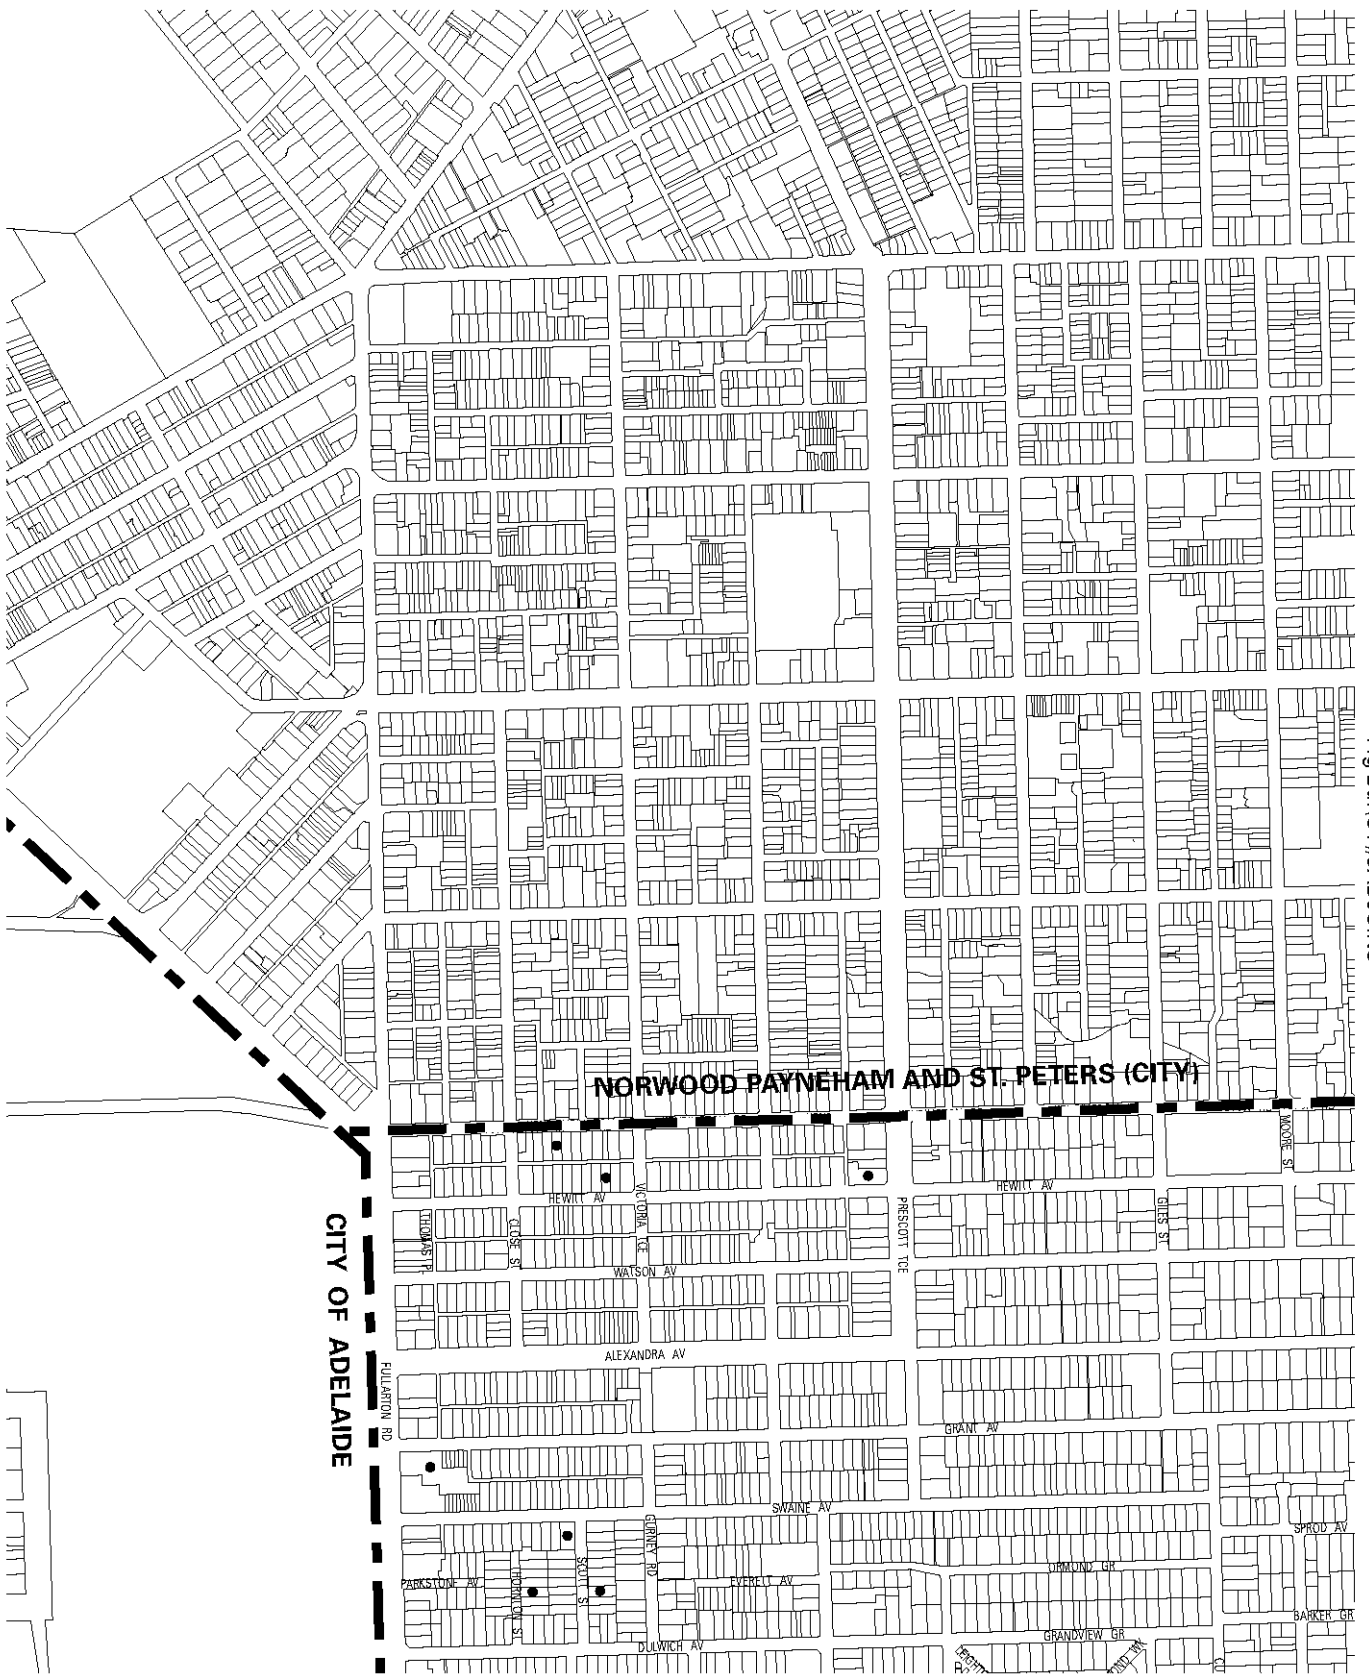 NORWOOD PAYNEHAM AND ST. PETERS (CITY)
MOORE ST
HEWITT AV
HEWITT AV
VICTORIA TCE
PRESCOTT TCE
GILES ST
CITY OF ADELAIDE
CLOSE ST
WATSON AV
ALEXANDRA AV
FULLARTON RD
GRANT AV
SWAINE AV
GURNEY RD
SPROD AV
SCOTT ST
THORNTON ST
PARKSTONE AV
EVERETT AV
ORMOND GR
BARKER GR
GRANDVIEW GR
DULWICH AV